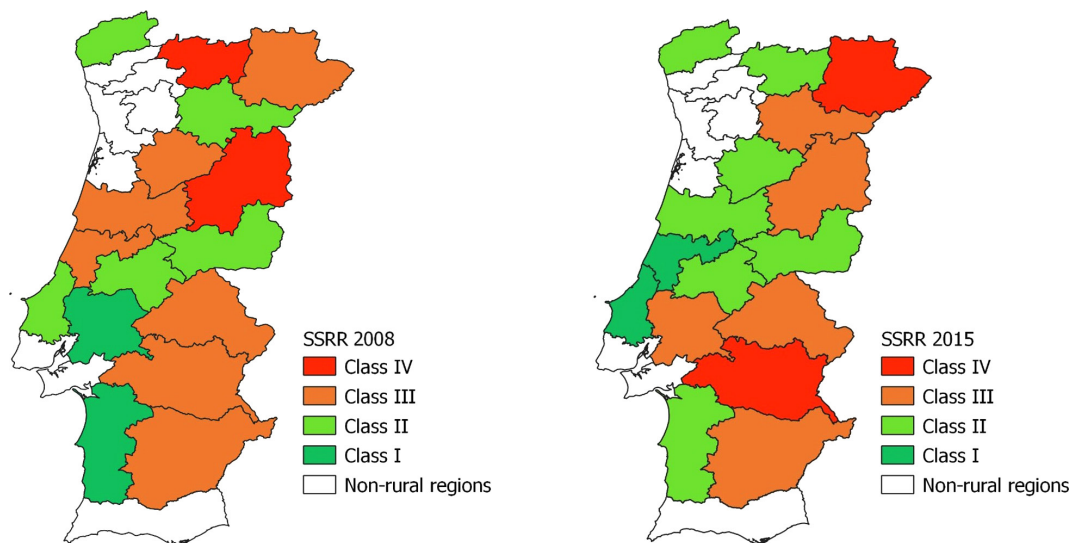 SSRR 2008
Class IV
Class III
Class II
Class I
Non-rural regions
SSRR 2015
Class IV
Class III
Class II
Class I
Non-rural regions